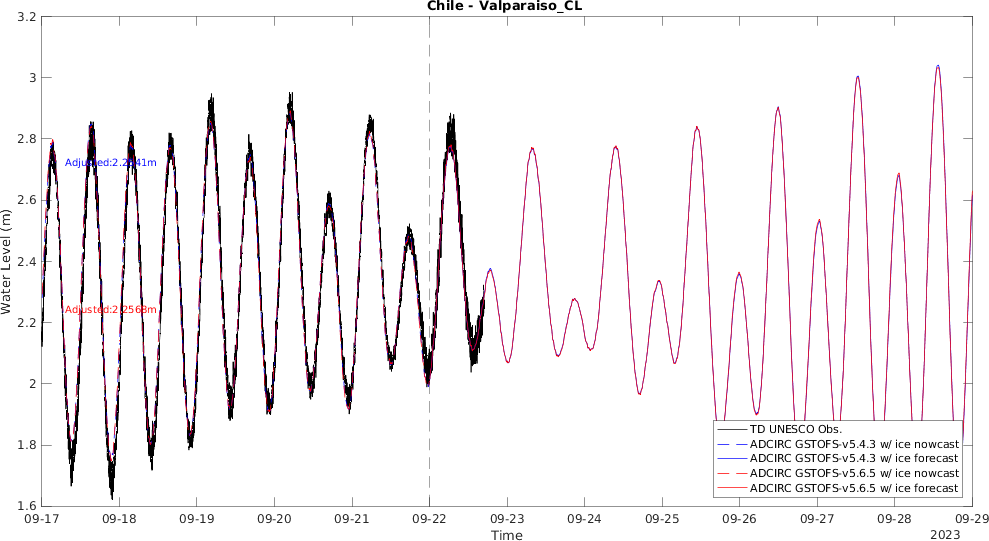 Chile - Valparaiso_CL
3.2
3
2.8
2.6
2.4
2.2
2
1.8
1.6
Water Level (m)
Adjusted:2.2541m
Adjusted:2.2568m
TD UNESCO Obs.
ADCIRC GSTOFS-v5.4.3 w/ ice nowcast
ADCIRC GSTOFS-v5.4.3 w/ ice forecast
ADCIRC GSTOFS-v5.6.5 w/ ice nowcast
ADCIRC GSTOFS-v5.6.5 w/ ice forecast
09-17 09-18 09-19 09-20 09-21 09-22 09-23 09-24 09-25 09-26 09-27 09-28 09-29
Time
2023